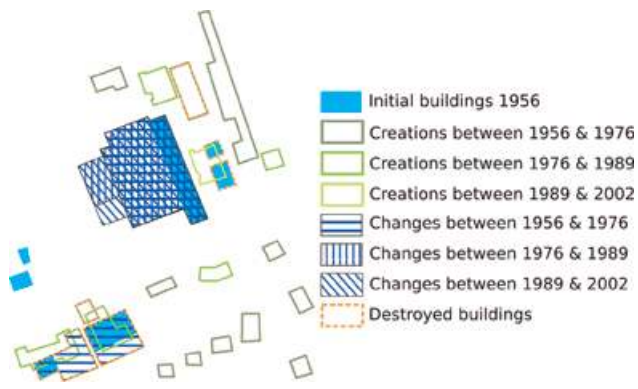 Initial buildings 1956
Creations between 1956 & 1976
Creations between 1976 & 1989
Creations between 1989 & 2002
Changes between 1956 & 1976
Changes between 1976 & 1989
Changes between 1989 & 2002
Destroyed buildings